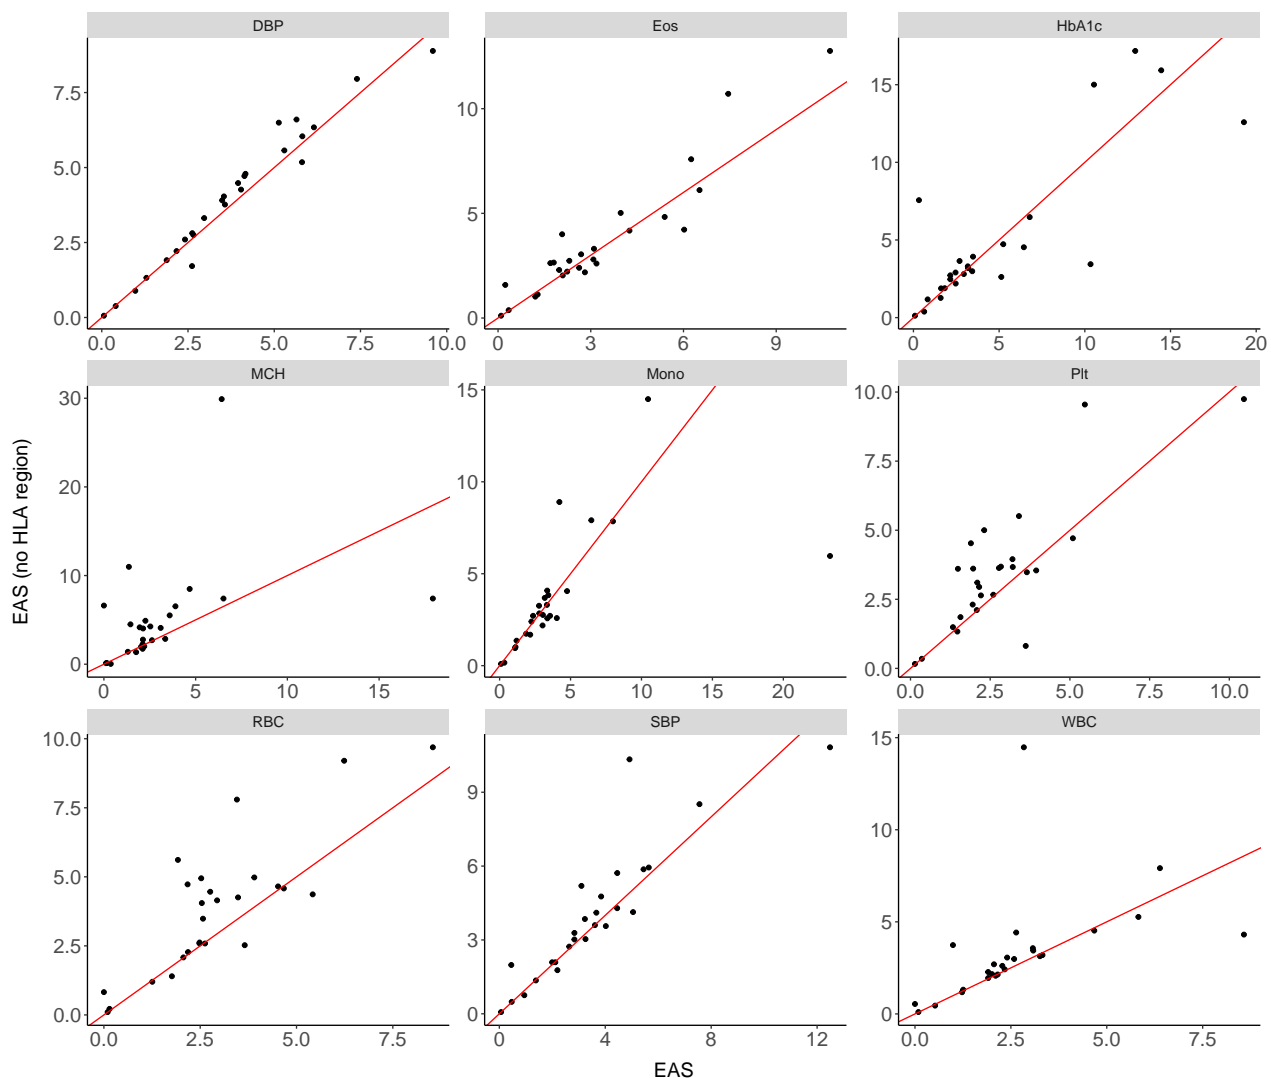 DBP Eos HbA1c
7.5 10 15
5.0 10
2.5 5 5
0.0 0 0
0.0 2.5 5.0 7.5 10.0 0 3 6 9 0 5 10 15 20
MCH Mono Plt
30 15 10.0
20 10 7.5
5.0
10 5 2.5
0 0 0.0
0 5 10 15 0 5 10 15 20 0.0 2.5 5.0 7.5 10.0
EAS (no HLA region)
RBC SBP WBC
10.0 15
7.5 9 10
5.0 6
2.5 3 5
0.0 0 0
0.0 2.5 5.0 7.5 0 4 8 12 0.0 2.5 5.0 7.5
EAS